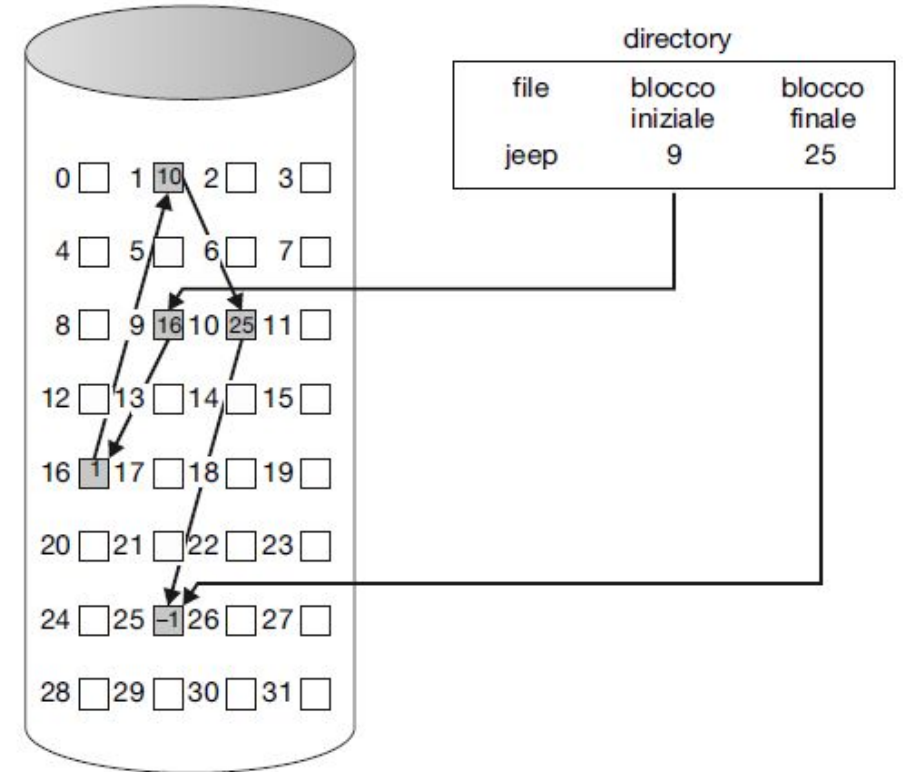 directory
file blocco iniziale blocco finale
jeep 9 25
0 1 10 2 3
4 5 6 7
8 9 16 10 25 11
12 13 14 15
16 1 17 18 19
20 21 22 23
24 25 –1 26 27
28 29 30 31